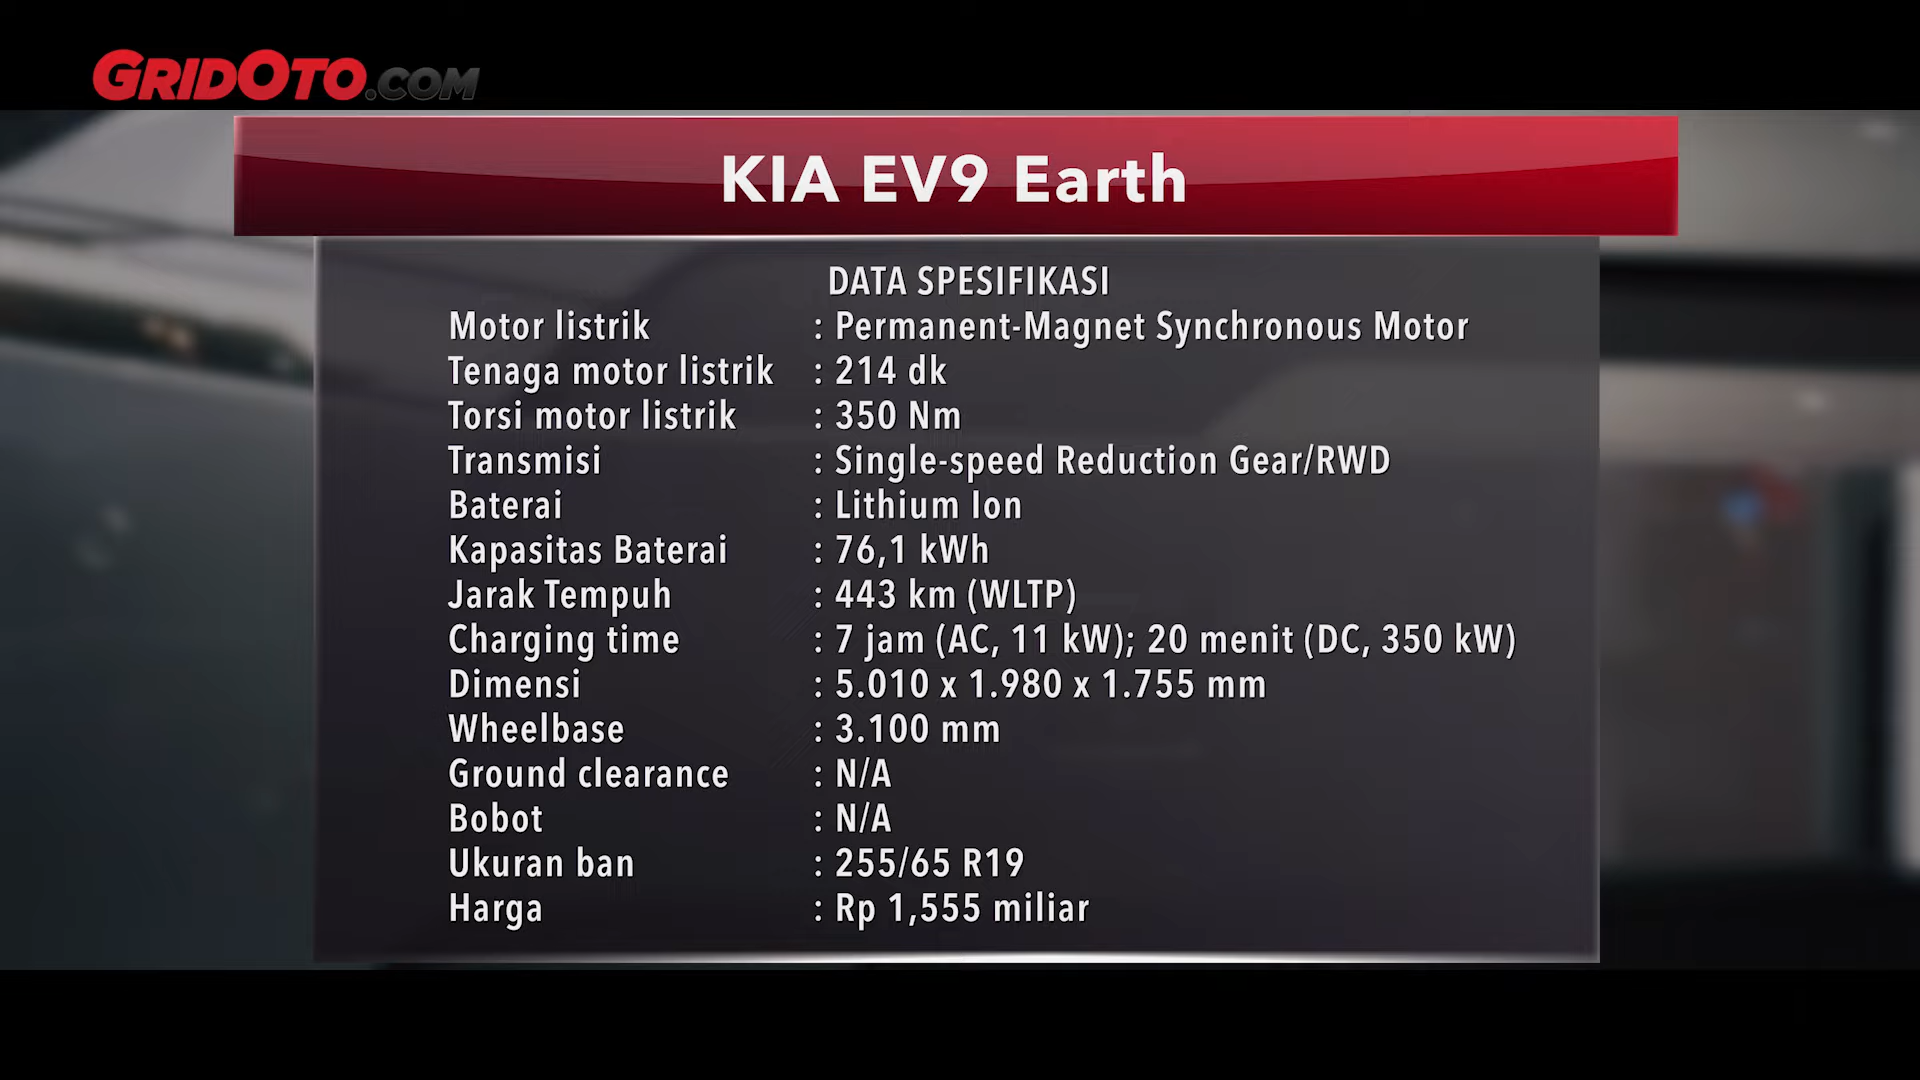 GRIDOTO.COM
KIA EV9 Earth
DATA SPESIFIKASI
Motor listrik : Permanent-Magnet Synchronous Motor
Tenaga motor listrik : 214 dk
Torsi motor listrik : 350 Nm
Transmisi : Single-speed Reduction Gear/RWD
Baterai : Lithium Ion
Kapasitas Baterai : 76,1 kWh
Jarak Tempuh : 443 km (WLTP)
Charging time : 7 jam (AC, 11 kW); 20 menit (DC, 350 kW)
Dimensi : 5.010 x 1.980 x 1.755 mm
Wheelbase : 3.100 mm
Ground clearance : N/A
Bobot : N/A
Ukuran ban : 255/65 R19
Harga : Rp 1,555 miliar